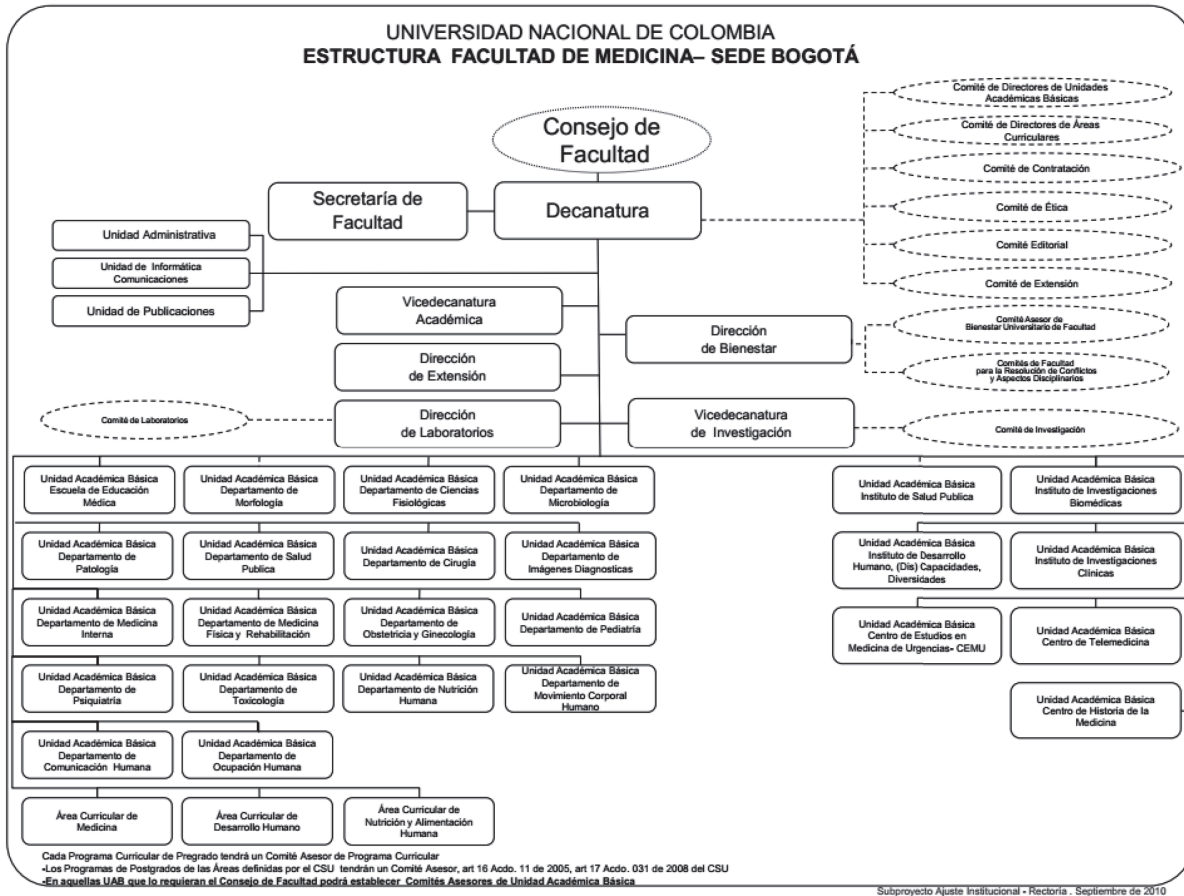 UNIVERSIDAD NACIONAL DE COLOMBIA
ESTRUCTURA FACULTAD DE MEDICINA– SEDE BOGOTÁ
Consejo de
Facultad
Secretaría de
Facultad
Decanatura
Comité de Directores de Unidades
Académicas Básicas
Comité de Directores de Áreas
Curriculares
Comité de Contratación
Comité de Ética
Comité Editorial
Comité de Extensión
Unidad Administrativa
Unidad de Informática
Comunicaciones
Unidad de Publicaciones
Vicedecanatura
Académica
Dirección
de Bienestar
Comité Asesor de
Bienestar Universitario de Facultad
Comités de Facultad
para la Resolución de Conflictos
y Aspectos Disciplinarios
Dirección
de Extensión
Comité de Laboratorios
Dirección
de Laboratorios
Vicedecanatura
de Investigación
Comité de Investigación
Unidad Académica Básica
Escuela de Educación
Médica
Unidad Académica Básica
Departamento de
Morfología
Unidad Académica Básica
Departamento de Ciencias
Fisiológicas
Unidad Académica Básica
Departamento de
Microbiología
Unidad Académica Básica
Instituto de Salud Publica
Unidad Académica Básica
Instituto de Investigaciones
Biomédicas
Unidad Académica Básica
Departamento de
Patología
Unidad Académica Básica
Departamento de Salud
Publica
Unidad Académica Básica
Departamento de Cirugía
Unidad Académica Básica
Departamento de
Imágenes Diagnosticas
Unidad Académica Básica
Instituto de Desarrollo
Humano, (Dis) Capacidades,
Diversidades
Unidad Académica Básica
Instituto de Investigaciones
Clínicas
Unidad Académica Básica
Departamento de Medicina
Interna
Unidad Académica Básica
Departamento de Medicina
Física y Rehabilitación
Unidad Académica Básica
Departamento de
Obstetricia y Ginecología
Unidad Académica Básica
Departamento de Pediatría
Unidad Académica Básica
Centro de Estudios en
Medicina de Urgencias- CEMU
Unidad Académica Básica
Centro de Telemedicina
Unidad Académica Básica
Departamento de
Psiquiatría
Unidad Académica Básica
Departamento de
Toxicología
Unidad Académica Básica
Departamento de Nutrición
Humana
Unidad Académica Básica
Departamento de
Movimiento Corporal
Humano
Unidad Académica Básica
Centro de Historia de la
Medicina
Unidad Académica Básica
Departamento de
Comunicación Humana
Unidad Académica Básica
Departamento de
Ocupación Humana
Área Curricular de
Medicina
Área Curricular de
Desarrollo Humano
Área Curricular de
Nutrición y Alimentación
Humana
Cada Programa Curricular de Pregrado tendrá un Comité Asesor de Programa Curricular
-Los Programas de Postgrados de las Áreas definidas por el CSU tendrán un Comité Asesor, art 16 Acdo. 11 de 2005, art 17 Acdo. 031 de 2008 del CSU
-En aquellas UAB que lo requieran el Consejo de Facultad podrá establecer Comités Asesores de Unidad Académica Básica
Subproyecto Ajuste Institucional - Rectoría . Septiembre de 2010